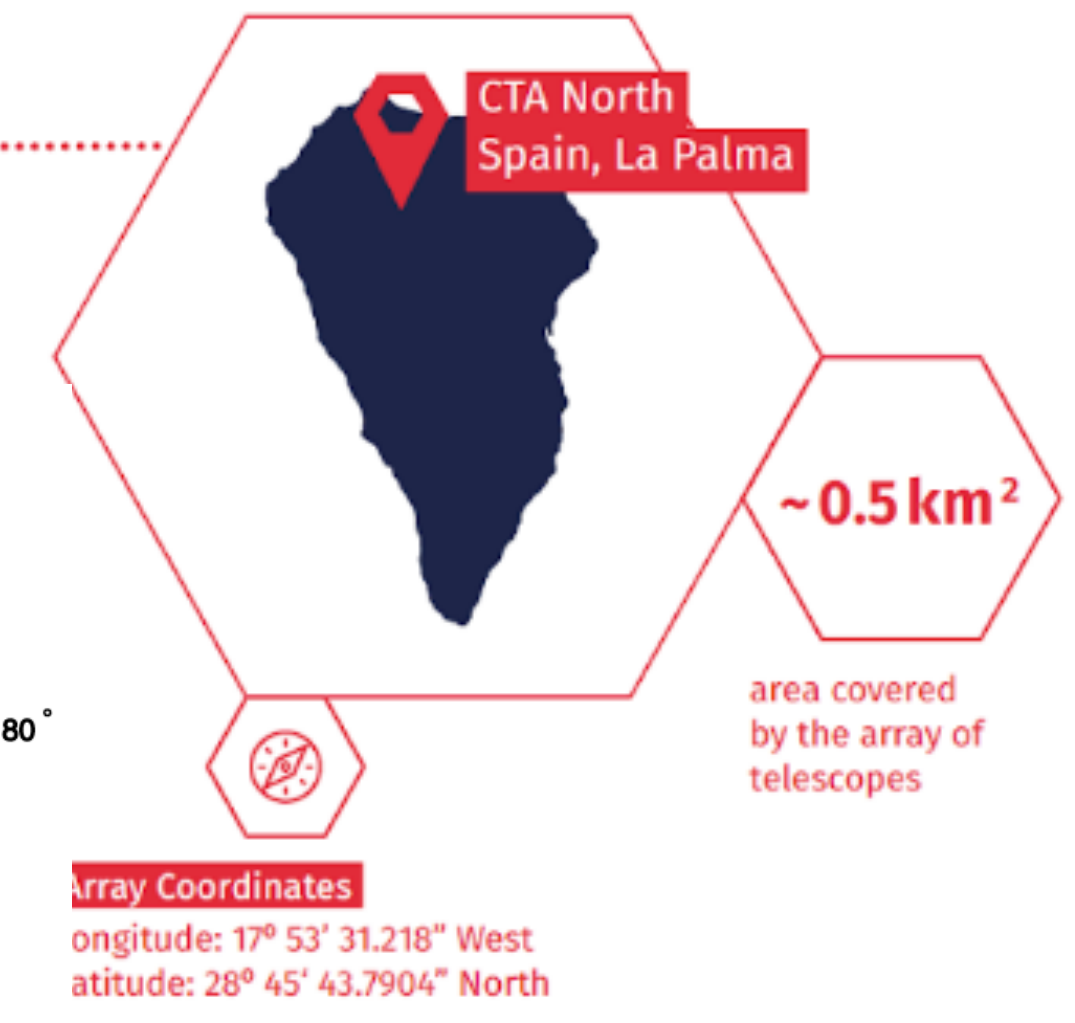 CTA North
Spain, La Palma
~ 0.5 km²
area covered
by the array of
telescopes
80°
Array Coordinates
ongitude: 17º 53’ 31.218” West
atitude: 28º 45‘ 43.7904” North